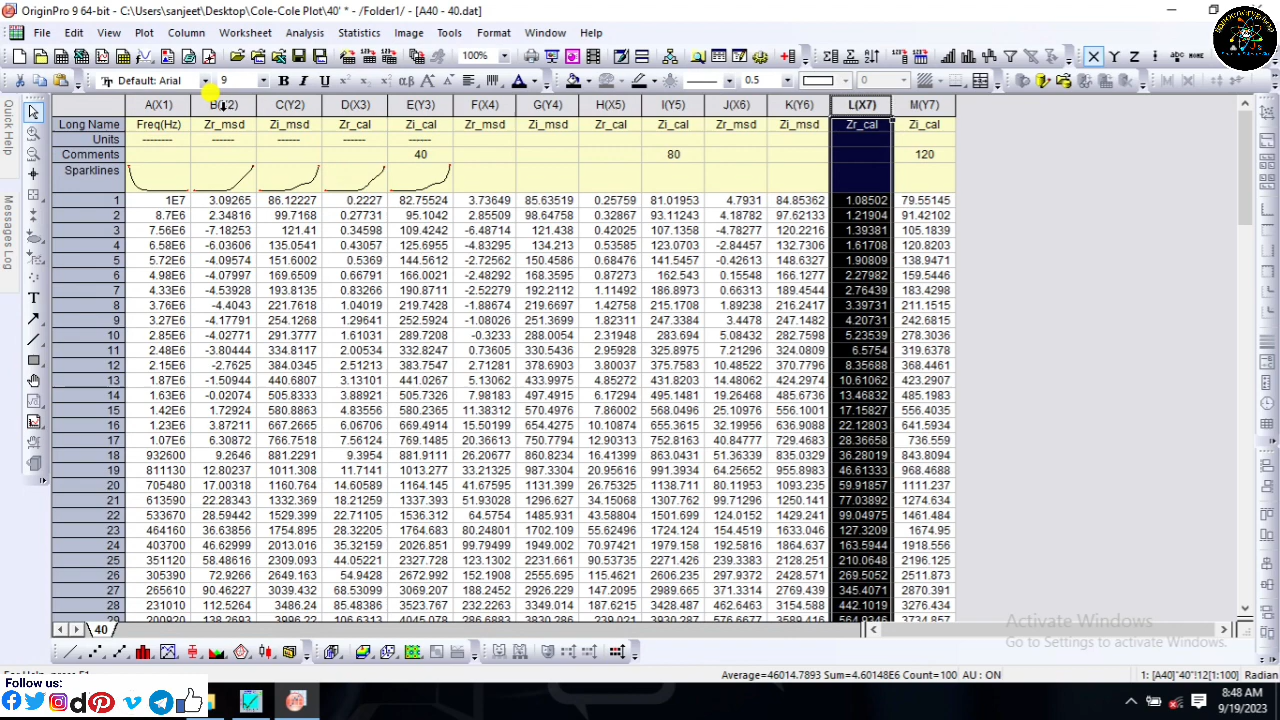 OriginPro 9 64-bit - C:\Users\sanjeet\Desktop\Cole-Cole Plot\40' * - /Folder1/ - [A40 - 40.dat]
File Edit View Plot Column Worksheet Analysis Statistics Image Tools Format Window Help
100%
Default: Arial 9 B I U 0.5 0
Quick Help
Messages Log
A(X1) B(Y2) C(Y2) D(X3) E(Y3) F(X4) G(Y4) H(X5) I(Y5) J(X6) K(Y6) L(X7) M(Y7)
Long Name Freq(Hz) Zr_msd Zi_msd Zr_cal Zi_cal Zr_msd Zi_msd Zr_cal Zi_cal Zr_msd Zi_msd Zr_cal Zi_cal
Units -------- ------ ------ ------ ------
Comments 40 80 120
Sparklines
1 1E7 3.09265 86.12227 0.2227 82.75524 3.73649 85.63519 0.25759 81.01953 4.7931 84.85362 1.08502 79.55145
2 8.7E6 2.34816 99.7168 0.27731 95.1042 2.85509 98.64758 0.32867 93.11243 4.18782 97.62133 1.21904 91.42102
3 7.56E6 -7.18253 121.41 0.34598 109.4242 -6.48714 121.438 0.42025 107.1358 -4.78277 120.2216 1.39381 105.1839
4 6.58E6 -6.03606 135.0541 0.43057 125.6955 -4.83295 134.213 0.53585 123.0703 -2.84457 132.7306 1.61708 120.8203
5 5.72E6 -4.09574 151.6002 0.5369 144.5612 -2.72562 150.4586 0.68476 141.5457 -0.42613 148.6327 1.90809 138.9471
6 4.98E6 -4.07997 169.6509 0.66791 166.0021 -2.48292 168.3595 0.87273 162.543 0.15548 166.1277 2.27982 159.5446
7 4.33E6 -4.53928 193.8135 0.83266 190.8711 -2.52279 192.2112 1.11492 186.8973 0.66313 189.4544 2.76439 183.4298
8 3.76E6 -4.4043 221.7618 1.04019 219.7428 -1.88674 219.6697 1.42758 215.1708 1.89238 216.2417 3.39731 211.1515
9 3.27E6 -4.17791 254.1268 1.29641 252.5924 -1.08026 251.3699 1.82311 247.3384 3.4478 247.1482 4.20731 242.6815
10 2.85E6 -4.02771 291.3777 1.61031 289.7208 -0.3233 288.0054 2.31948 283.694 5.08432 282.7598 5.23539 278.3036
11 2.48E6 -3.80444 334.8117 2.00534 332.8247 0.73605 330.5436 2.95928 325.8975 7.21296 324.0809 6.5754 319.6378
12 2.15E6 -2.7625 384.0345 2.51213 383.7547 2.71281 378.6903 3.80037 375.7583 10.48522 370.7796 8.35688 368.4461
13 1.87E6 -1.50944 440.6807 3.13101 441.0267 5.13062 433.9975 4.85272 431.8203 14.48062 424.2974 10.61062 423.2907
14 1.63E6 -0.02074 505.8333 3.88921 505.7326 7.98183 497.4915 6.17294 495.1481 19.26468 485.6736 13.46832 485.1983
15 1.42E6 1.72924 580.8863 4.83556 580.2365 11.38312 570.4976 7.86002 568.0496 25.10976 556.1001 17.15827 556.4035
16 1.23E6 3.87211 667.2665 6.06706 669.4914 15.50199 654.4275 10.10874 655.3615 32.19956 636.9088 22.12803 641.5934
17 1.07E6 6.30872 766.7518 7.56124 769.1485 20.36613 750.7794 12.90313 752.8163 40.84777 729.4683 28.36658 736.559
18 932600 9.2646 881.2291 9.3954 881.9111 26.20677 860.8234 16.41399 863.0431 51.36339 835.0329 36.28019 843.8094
19 811130 12.80237 1011.308 11.7141 1013.277 33.21325 987.3304 20.95616 991.3934 64.25652 955.8983 46.61333 968.4688
20 705480 17.00318 1160.764 14.60589 1164.145 41.67595 1131.399 26.75325 1138.711 80.11953 1093.235 59.91857 1111.237
21 613590 22.28343 1332.369 18.21259 1337.393 51.93028 1296.627 34.15068 1307.762 99.71296 1250.141 77.03892 1274.634
22 533670 28.59442 1529.399 22.71105 1536.312 64.5754 1485.931 43.58804 1501.699 124.0152 1429.241 99.04975 1461.484
23 464160 36.63856 1754.895 28.32205 1764.683 80.24801 1702.109 55.62496 1724.124 154.4519 1633.046 127.3209 1674.95
24 403700 46.62999 2013.016 35.32159 2026.851 99.79499 1949.002 70.97421 1979.158 192.5816 1864.637 163.5944 1918.556
25 351120 58.48616 2309.093 44.05221 2327.728 123.1302 2231.661 90.53735 2271.426 239.3383 2128.251 210.0648 2196.125
26 305390 72.9266 2649.163 54.9428 2672.992 152.1908 2555.695 115.4621 2606.235 297.9372 2428.571 269.5052 2511.873
27 265610 90.46227 3039.432 68.53099 3069.207 188.2452 2926.229 147.2095 2989.665 371.3314 2769.439 345.4071 2870.391
28 231010 112.5264 3486.24 85.48386 3523.767 232.2263 3349.014 187.6215 3428.487 462.6463 3154.588 442.1019 3276.434
29 200920 138.2693 3996.22 106.6313 4045.078 286.6883 3830.286 239.021 3930.287 576.6677 3589.416 564.9346 3734.857
40
Activate Windows
Go to Settings to activate Windows.
Average=46014.7893 Sum=4.60148E6 Count=100 AU : ON 1: [A40]"40"!12[1:100] Radian
Follow us:
8:48 AM
9/19/2023